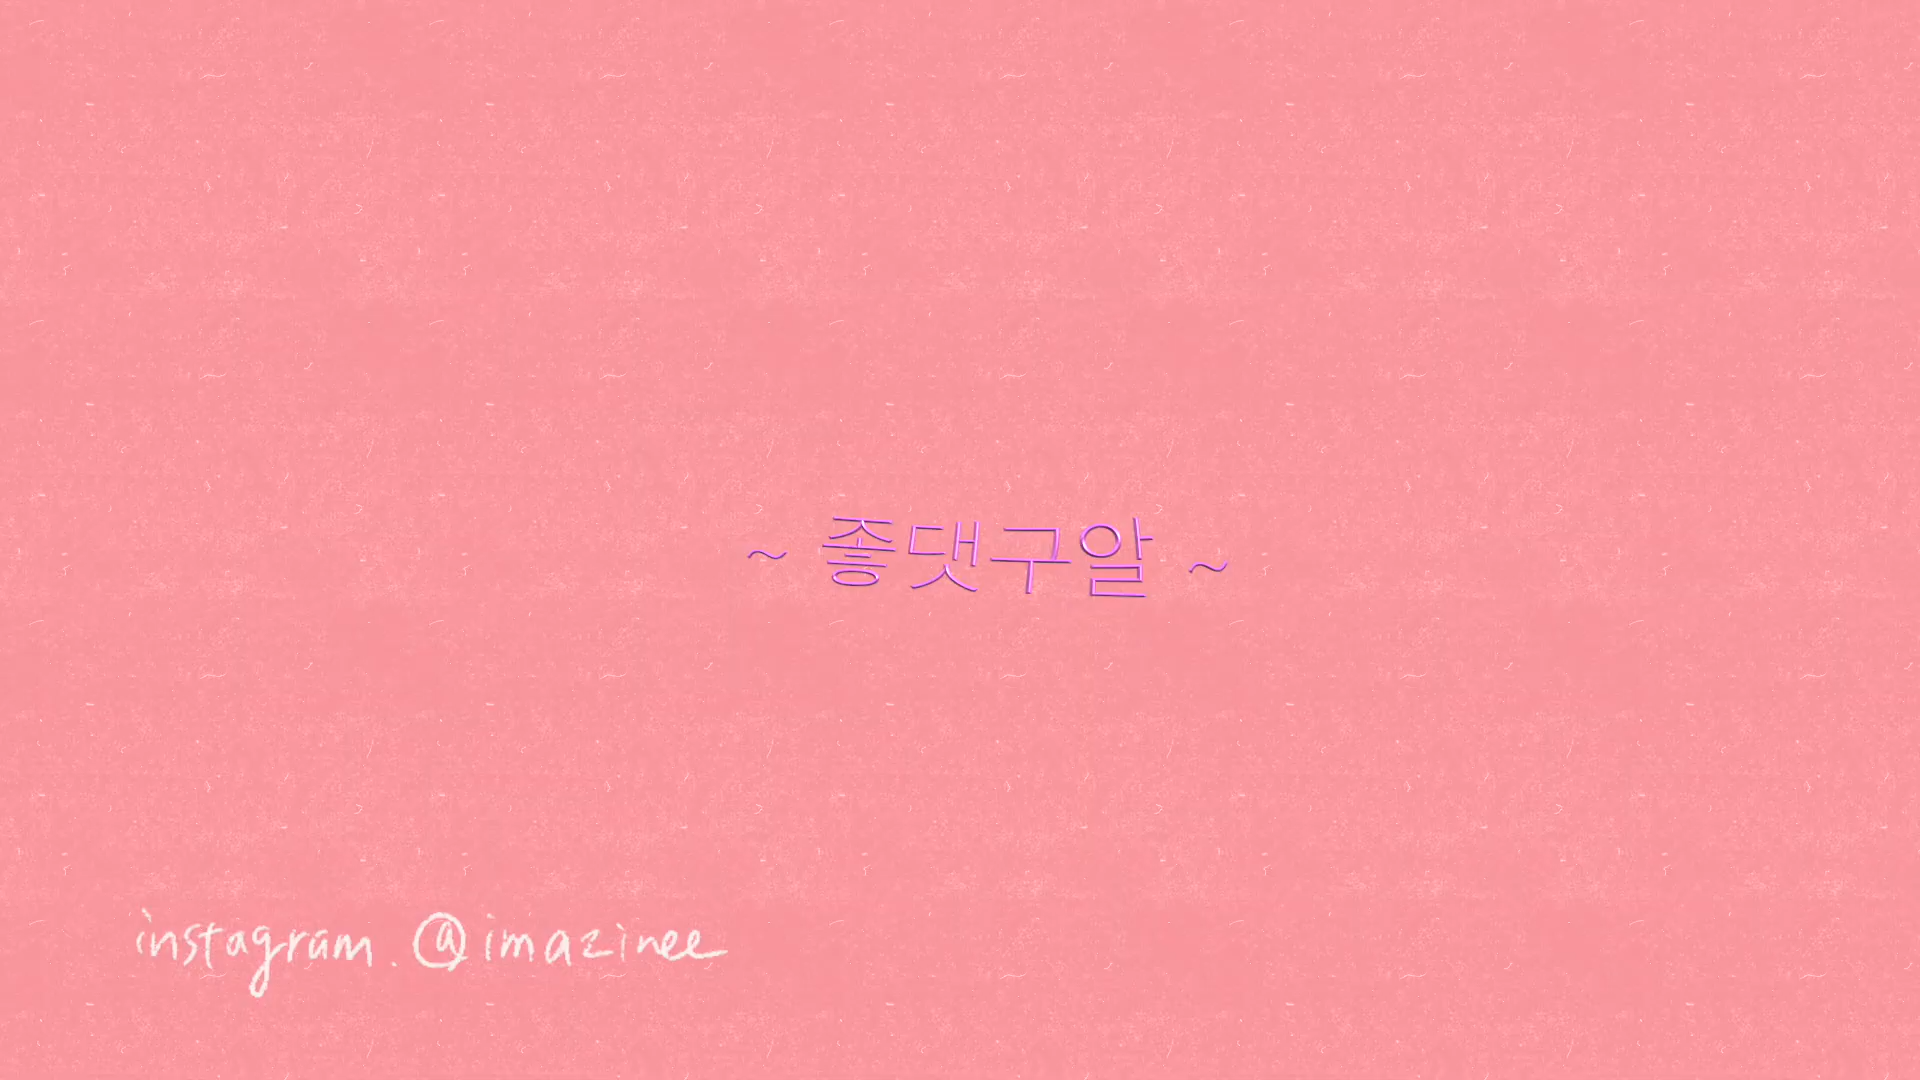 ~ 좋댓구알 ~
instagram. @imazinee